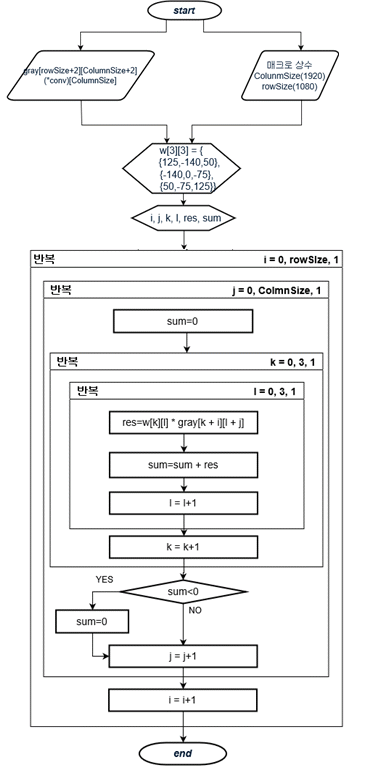 start
gray[rowSize+2][ColumnSize+2]
(*conv)[ColumnSize]
매크로 상수
ColunmSize(1920)
rowSize(1080)
w[3][3] = {
{125,-140,50},
{-140,0,-75},
{50,-75,125}}
i, j, k, l, res, sum
반복 i = 0, rowSIze, 1
반복 j = 0, ColmnSize, 1
sum=0
반복 k = 0, 3, 1
반복 l = 0, 3, 1
res=w[k][l] * gray[k + i][l + j]
sum=sum + res
l = l+1
k = k+1
YES
sum<0
NO
sum=0
j = j+1
i = i+1
end